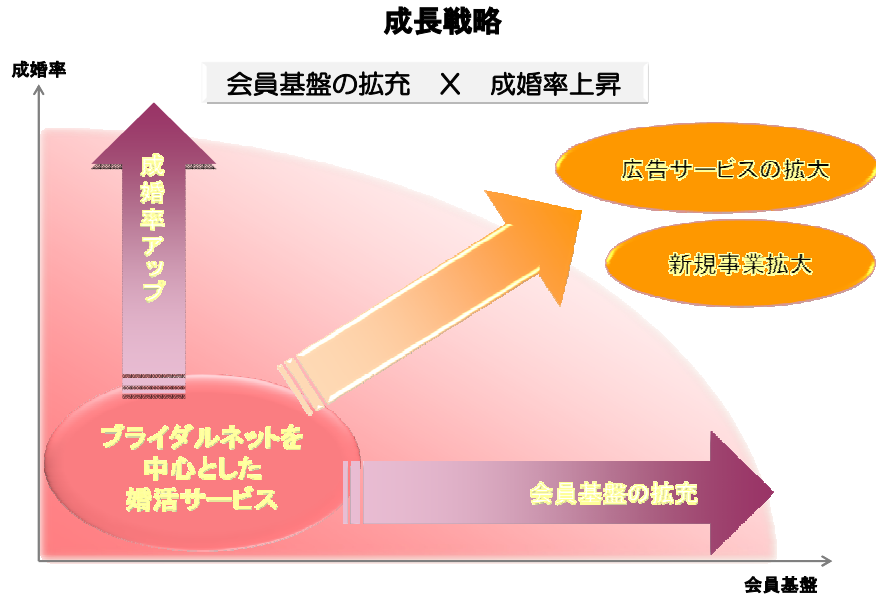 成長戦略
成婚率
会員基盤の拡充　X　成婚率上昇
成婚率アップ
広告サービスの拡大
新規事業拡大
ブライダルネットを
中心とした
婚活サービス
会員基盤の拡充
会員基盤